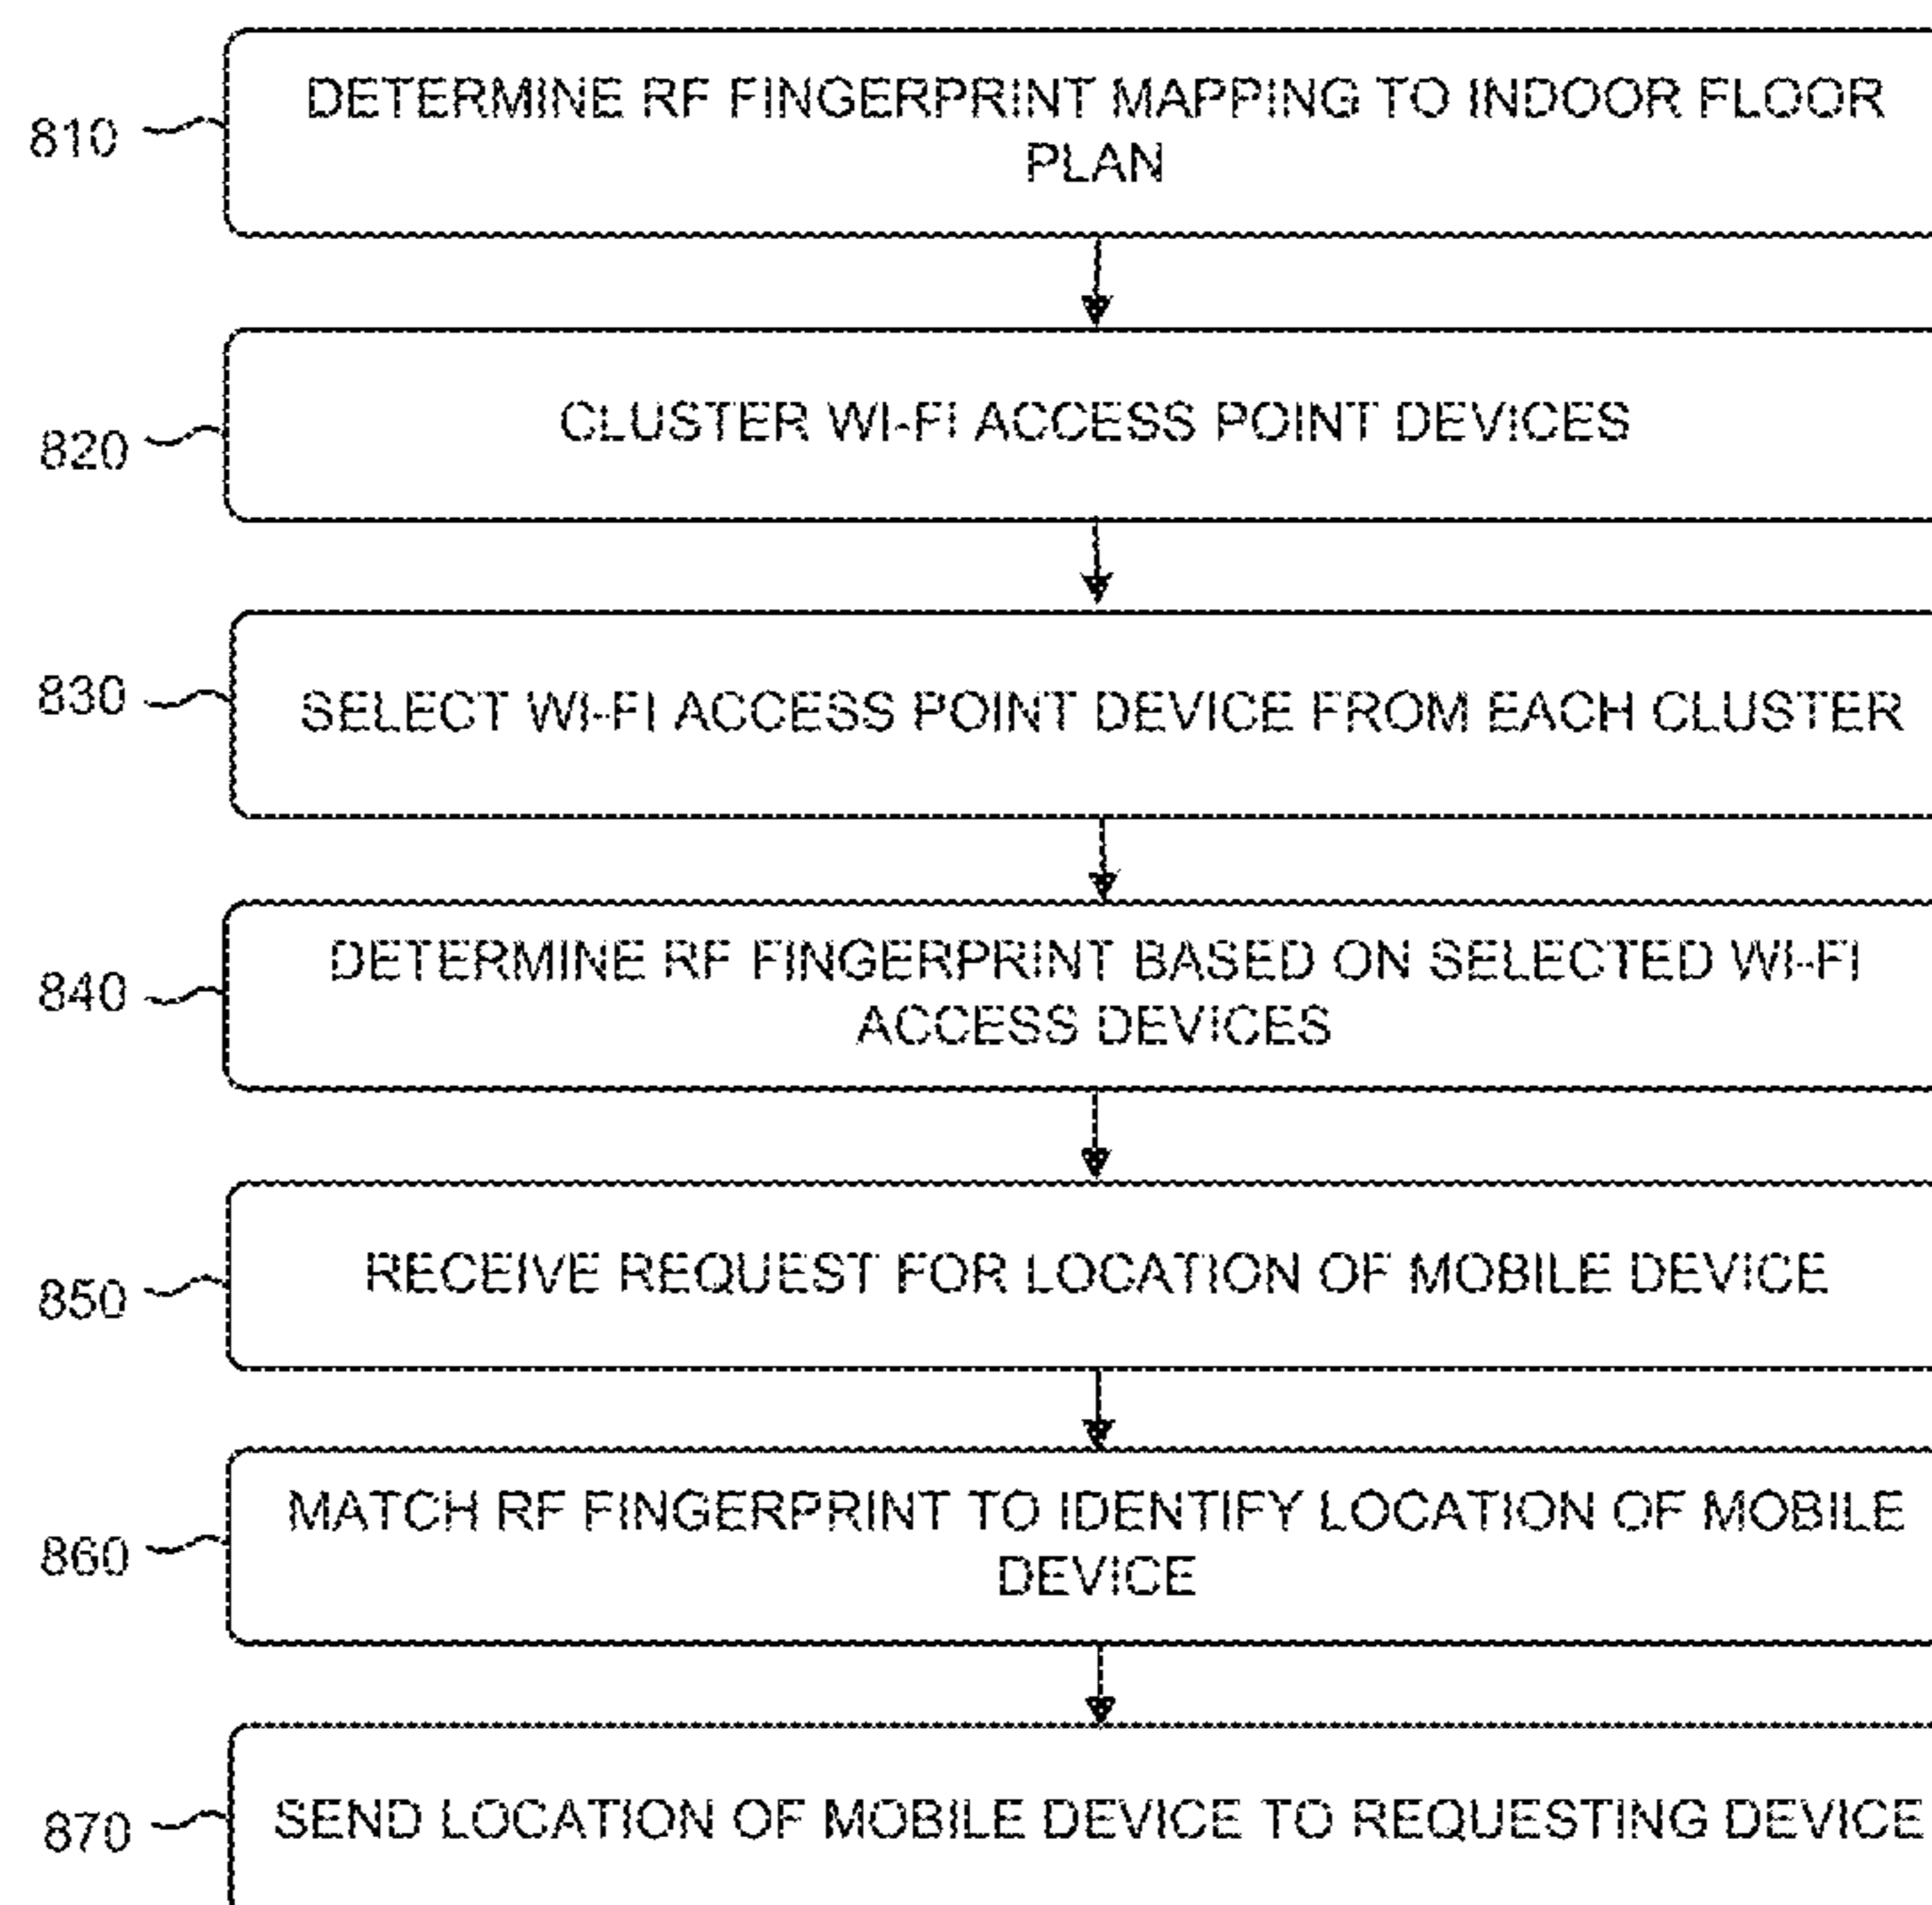 810
DETERMINE RF FINGERPRINT MAPPING TO INDOOR FLOOR
PLAN
820
CLUSTER WI-FI ACCESS POINT DEVICES
830
SELECT WI-FI ACCESS POINT DEVICE FROM EACH CLUSTER
840
DETERMINE RF FINGERPRINT BASED ON SELECTED WI-FI
ACCESS DEVICES
850
RECEIVE REQUEST FOR LOCATION OF MOBILE DEVICE
860
MATCH RF FINGERPRINT TO IDENTIFY LOCATION OF MOBILE
DEVICE
870
SEND LOCATION OF MOBILE DEVICE TO REQUESTING DEVICE